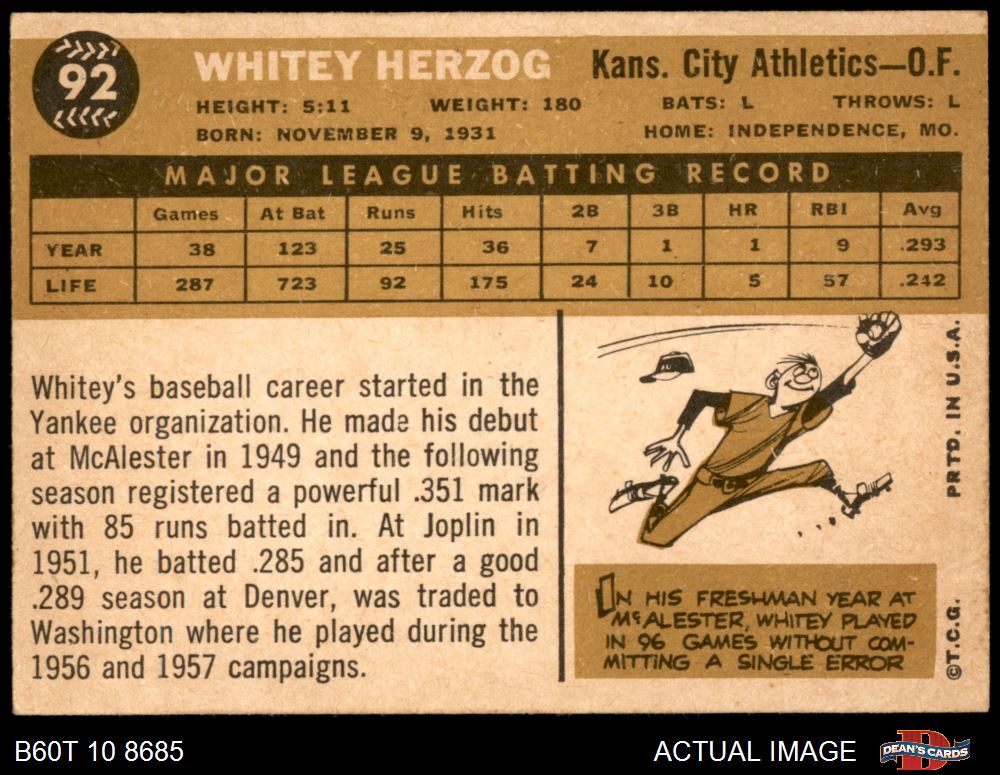 92
WHITEY HERZOG
Kans. City Athletics—O.F.
HEIGHT: 5:11 WEIGHT: 180 BATS: L THROWS: L
BORN: NOVEMBER 9, 1931 HOME: INDEPENDENCE, MO.
MAJOR LEAGUE BATTING RECORD
Games At Bat Runs Hits 2B 3B HR RBI Avg
YEAR 38 123 25 36 7 1 1 9 .293
LIFE 287 723 92 175 24 10 5 57 .242
Whitey's baseball career started in the
Yankee organization. He made his debut
at McAlester in 1949 and the following
season registered a powerful .351 mark
with 85 runs batted in. At Joplin in
1951, he batted .285 and after a good
.289 season at Denver, was traded to
Washington where he played during the
1956 and 1957 campaigns.
IN HIS FRESHMAN YEAR AT
McALESTER, WHITEY PLAYED
IN 96 GAMES WITHOUT COM-
MITTING A SINGLE ERROR
©T.C.G. PRTD. IN U.S.A.
B60T 10 8685
ACTUAL IMAGE
DEAN'S CARDS